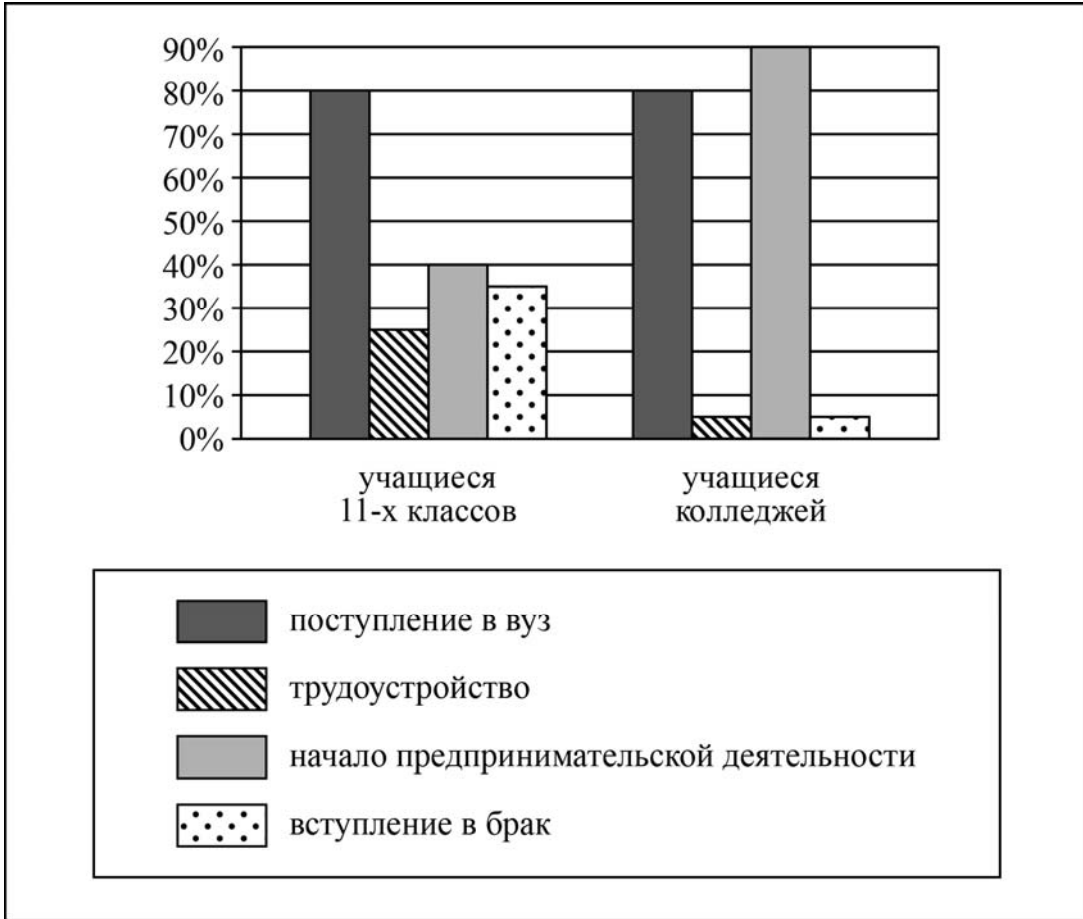 90%
80%
70%
60%
50%
40%
30%
20%
10%
0%
учащиеся
11-х классов
учащиеся
колледжей
поступление в вуз
трудоустройство
начало предпринимательской деятельности
вступление в брак